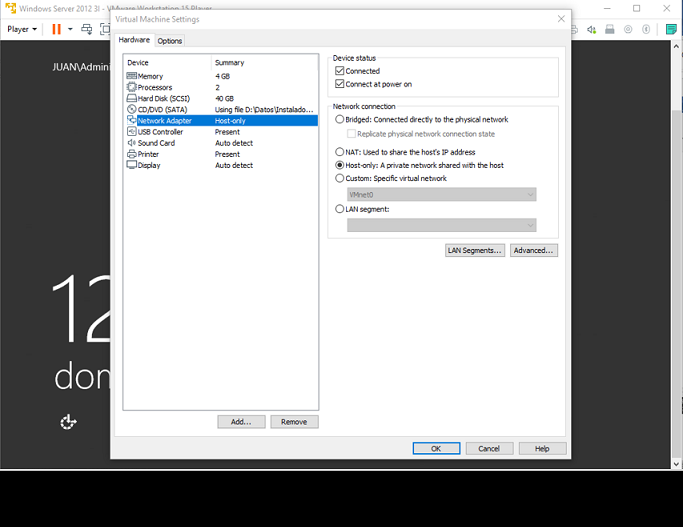 Windows Server 2012 3I - VMware Workstation 15 Player
Virtual Machine Settings
Player
JUAN\Admini
12
don
Hardware
Options
Device Summary
Memory 4 GB
Processors 2
Hard Disk (SCSI) 40 GB
CD/DVD (SATA) Using file D:\Datos\Instalado...
Network Adapter Host-only
USB Controller Present
Sound Card Auto detect
Printer Present
Display Auto detect
Add...
Remove
Device status
Connected
Connect at power on
Network connection
Bridged: Connected directly to the physical network
Replicate physical network connection state
NAT: Used to share the host's IP address
Host-only: A private network shared with the host
Custom: Specific virtual network
VMnet0
LAN segment:
LAN Segments...
Advanced...
OK
Cancel
Help